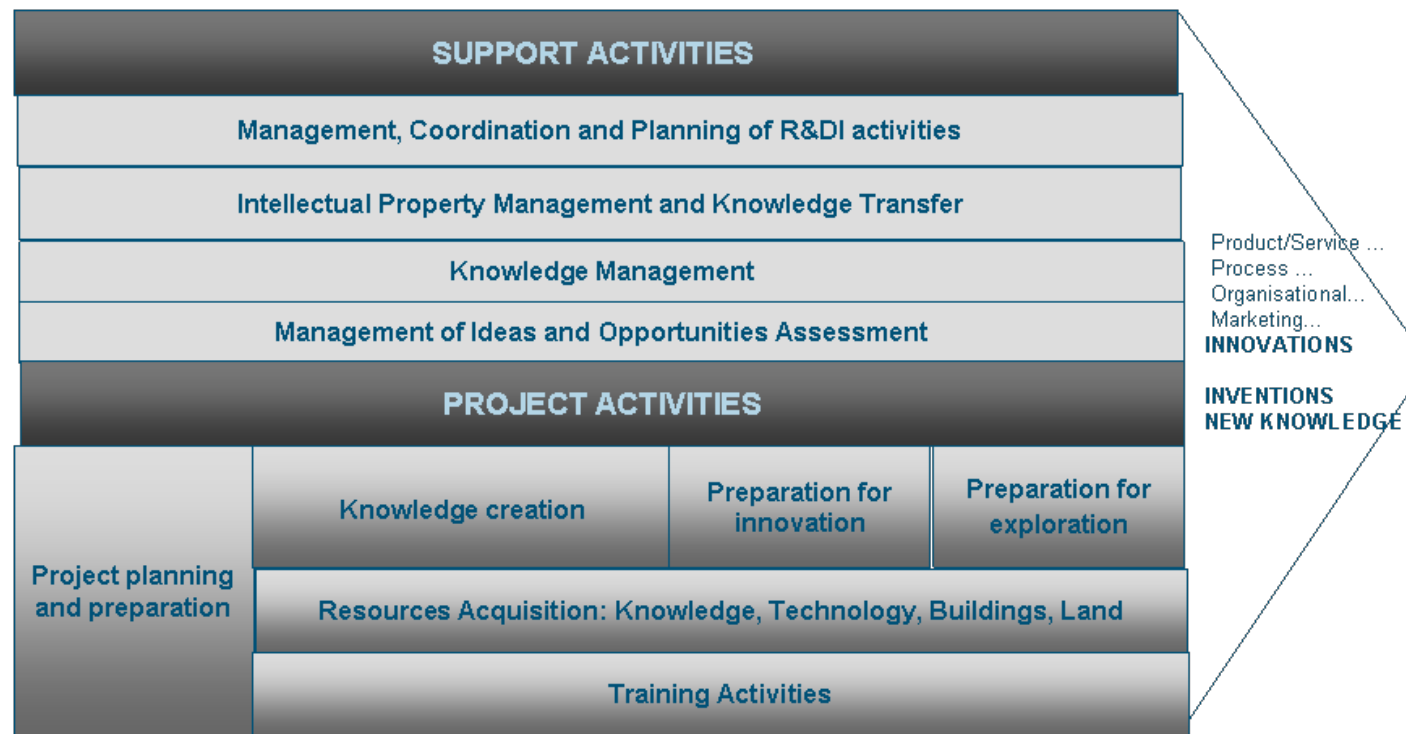 SUPPORT ACTIVITIES
Management, Coordination and Planning of R&DI activities
Intellectual Property Management and Knowledge Transfer
Knowledge Management
Management of Ideas and Opportunities Assessment
Product/Service ...
Process ...
Organisational...
Marketing...
INNOVATIONS
INVENTIONS
NEW KNOWLEDGE
PROJECT ACTIVITIES
Project planning
and preparation
Knowledge creation
Preparation for
innovation
Preparation for
exploration
Resources Acquisition: Knowledge, Technology, Buildings, Land
Training Activities